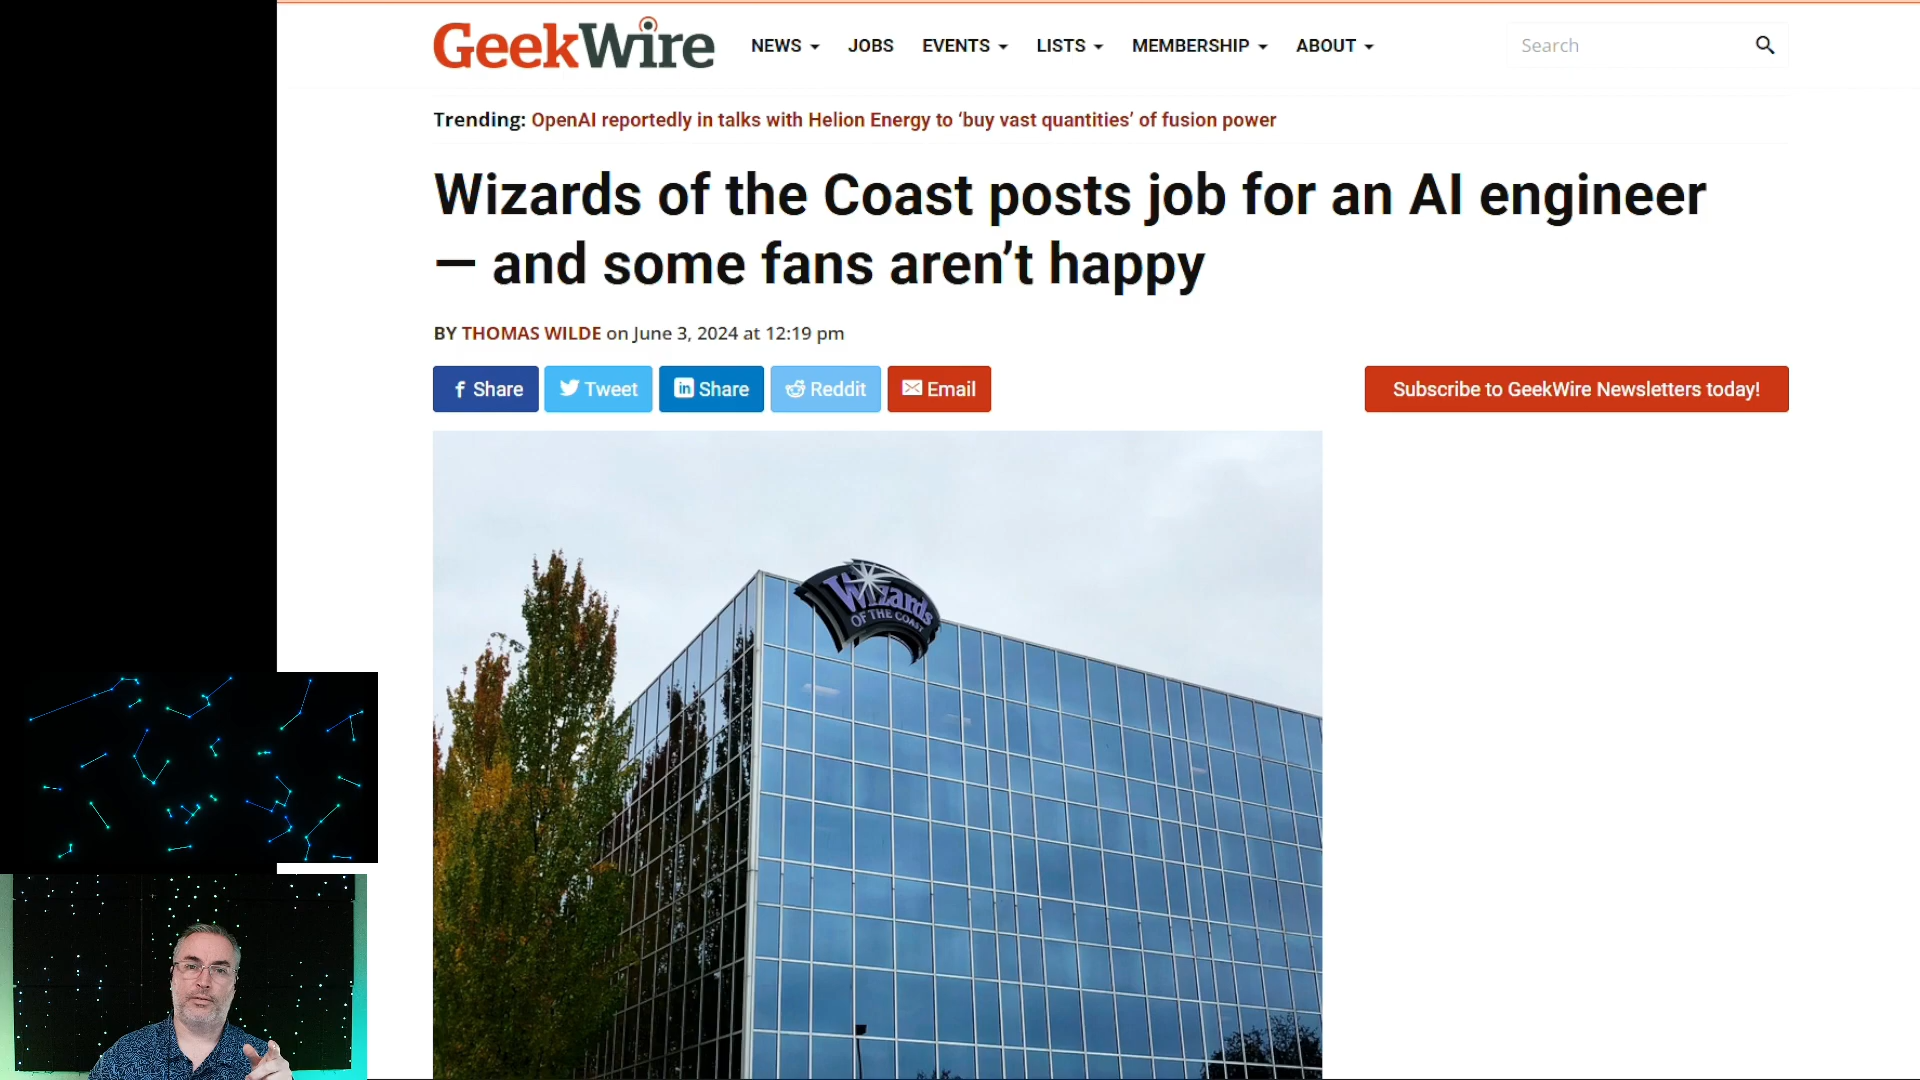 GeekWire
NEWS JOBS EVENTS LISTS MEMBERSHIP ABOUT Search
Trending: OpenAI reportedly in talks with Helion Energy to ‘buy vast quantities’ of fusion power
Wizards of the Coast posts job for an AI engineer
— and some fans aren’t happy
BY THOMAS WILDE on June 3, 2024 at 12:19 pm
Share Tweet Share Reddit Email Subscribe to GeekWire Newsletters today!
Wizards
OF THE COAST